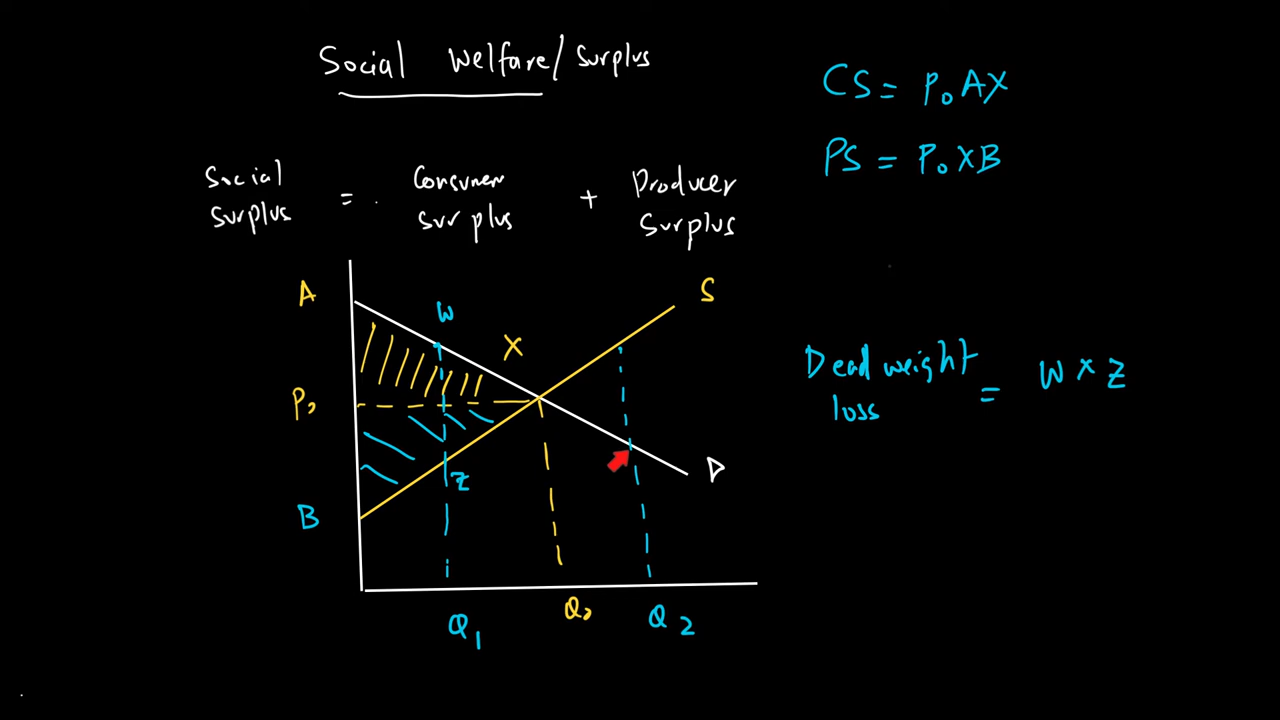 Social Welfare/Surplus
CS = P₀AX
PS = P₀XB
Social surplus = Consumer surplus + Producer surplus
A
W
X
S
P₀
B
Z
D
Q₁
Q₀
Q₂
Dead weight loss = W X Z